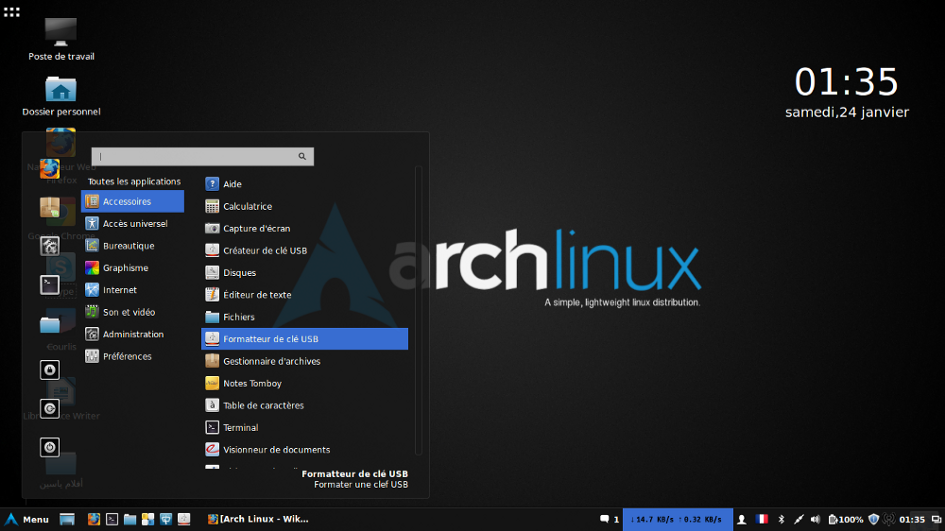 01:35
samedi,24 janvier
Poste de travail
Dossier personnel
Toutes les applications
Accessoires
Accès universel
Bureautique
Graphisme
Internet
Son et vidéo
Administration
Préférences
Aide
Calculatrice
Capture d'écran
Créateur de clé USB
Disques
Éditeur de texte
Fichiers
Formatteur de clé USB
Gestionnaire d'archives
Notes Tomboy
Table de caractères
Terminal
Visionneur de documents
Formatteur de clé USB
Formater une clef USB
archlinux
A simple, lightweight linux distribution.
أفلام ياسين
Menu
[Arch Linux - Wik...
1
↓14.7 KB/s ↑0.32 KB/s
100%
01:35